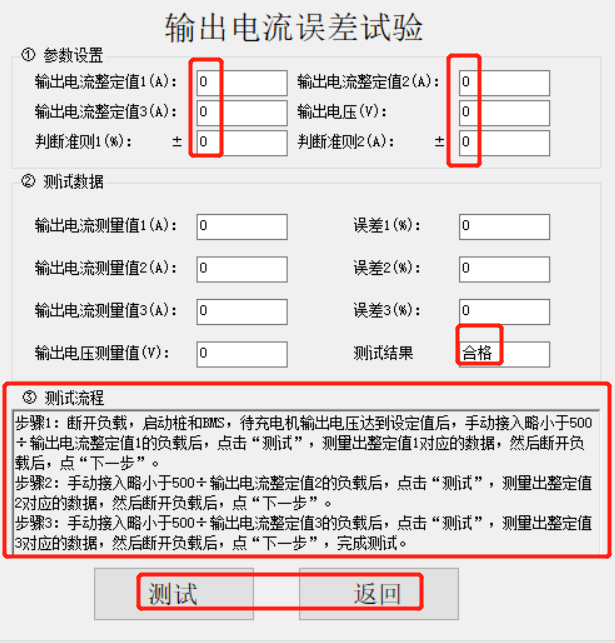 输出电流误差试验
① 参数设置
输出电流整定值1(A): 0 输出电流整定值2(A): 0
输出电流整定值3(A): 0 输出电压(V): 0
判断准则1(%): ± 0 判断准则2(A): ± 0
② 测试数据
输出电流测量值1(A): 0 误差1(%): 0
输出电流测量值2(A): 0 误差2(%): 0
输出电流测量值3(A): 0 误差3(%): 0
输出电压测量值(V): 0 测试结果 合格
③ 测试流程
步骤1: 断开负载，启动桩和BMS，待充电机输出电压达到设定值后，手动接入略小于500
÷输出电流整定值1的负载后，点击“测试”，测量出整定值1对应的数据，然后断开负
载后，点“下一步”。
步骤2: 手动接入略小于500÷输出电流整定值2的负载后，点击“测试”，测量出整定值
2对应的数据，然后断开负载后，点“下一步”。
步骤3: 手动接入略小于500÷输出电流整定值3的负载后，点击“测试”，测量出整定值
3对应的数据，然后断开负载后，点“下一步”，完成测试。
测试 返回